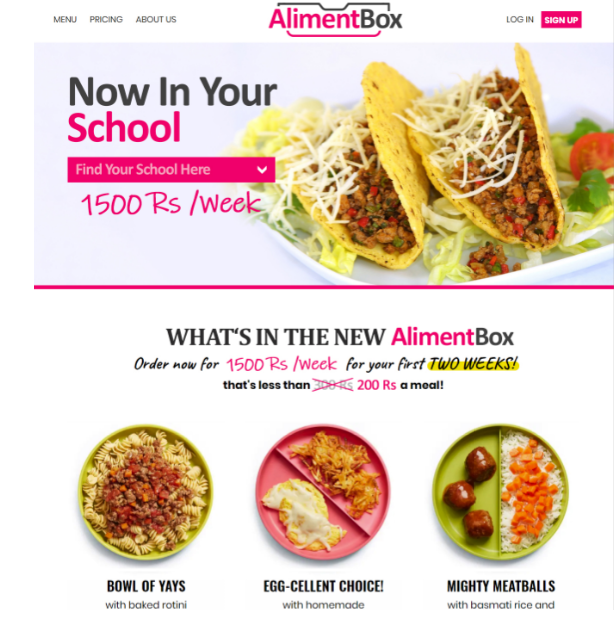 MENU PRICING ABOUT US AlimentBox LOG IN SIGN UP
Now In Your
School
Find Your School Here
1500 Rs /Week
WHAT'S IN THE NEW AlimentBox
Order now for 1500 Rs /Week for your first TWO WEEKS!
that's less than 300 Rs 200 Rs a meal!
BOWL OF YAYS EGG-CELLENT CHOICE! MIGHTY MEATBALLS
with baked rotini with homemade with basmati rice and